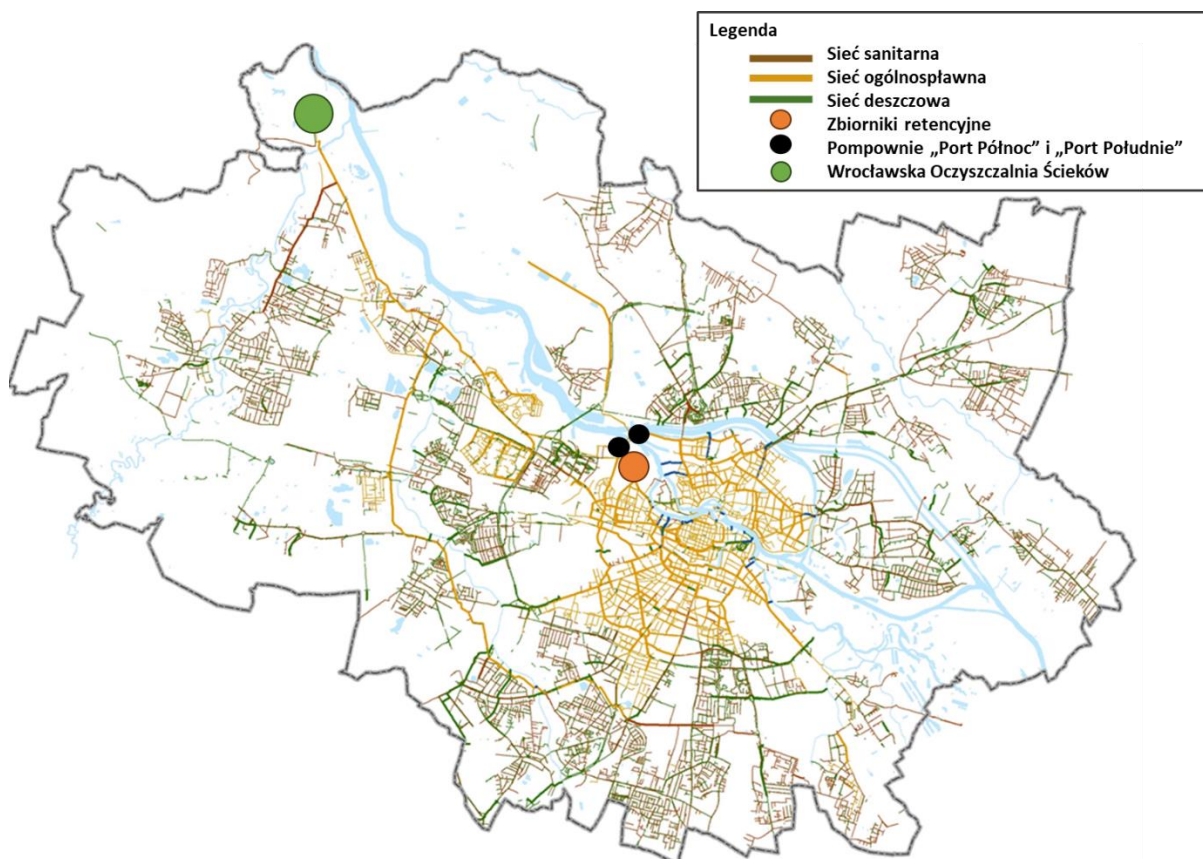 Legenda
Sieć sanitarna
Sieć ogólnospławna
Sieć deszczowa
Zbiorniki retencyjne
Pompownie „Port Północ” i „Port Południe”
Wrocławska Oczyszczalnia Ścieków